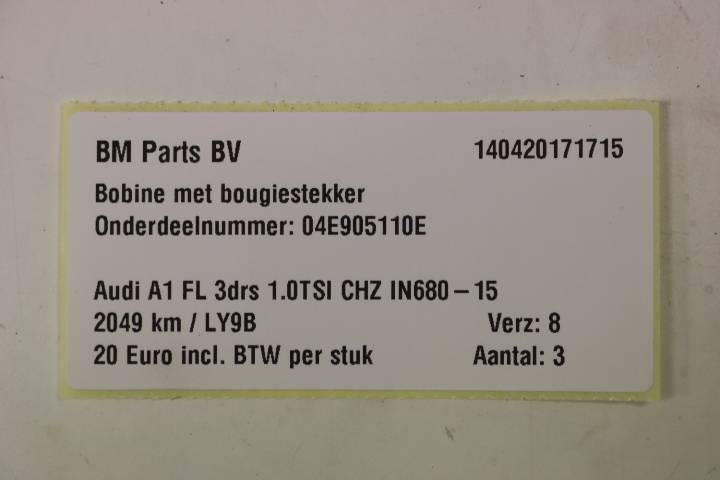 BM Parts BV 140420171715
Bobine met bougiestekker
Onderdeelnummer: 04E905110E
Audi A1 FL 3drs 1.0TSI CHZ IN680 – 15
2049 km / LY9B Verz: 8
20 Euro incl. BTW per stuk Aantal: 3